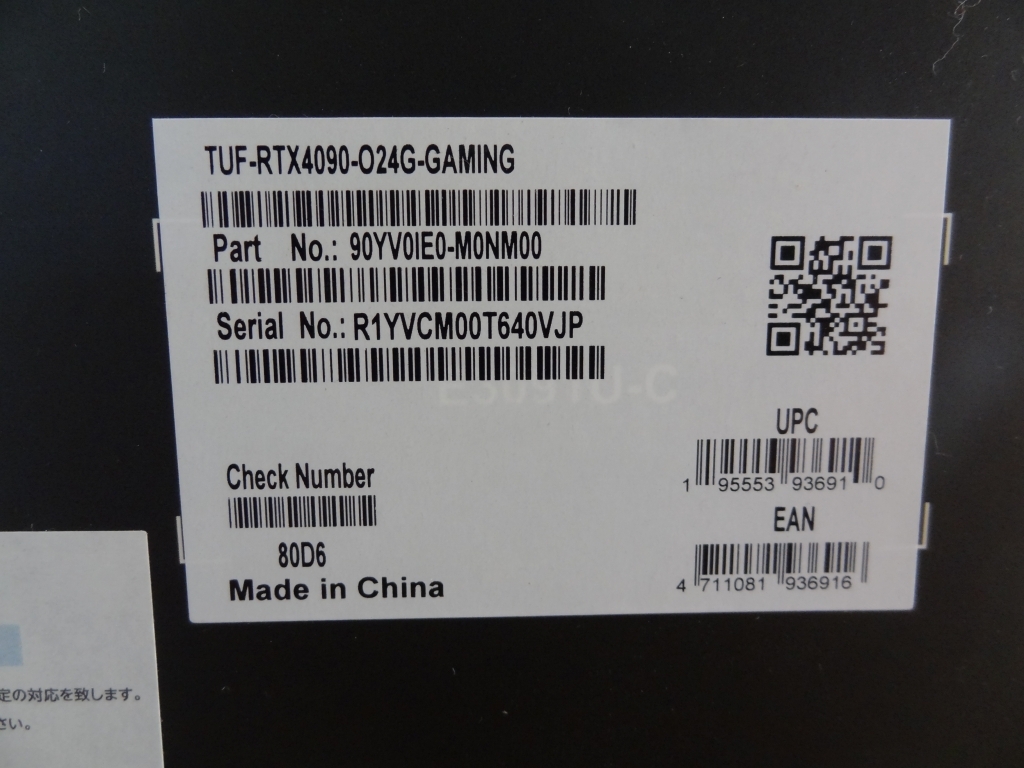 TUF-RTX4090-O24G-GAMING
Part No.: 90YV0IE0-M0NM00
Serial No.: R1YVCM00T640VJP
UPC
1 95553 93691 0
Check Number
EAN
80D6
4 711081 936916
Made in China
定の対応を致します。
さい。